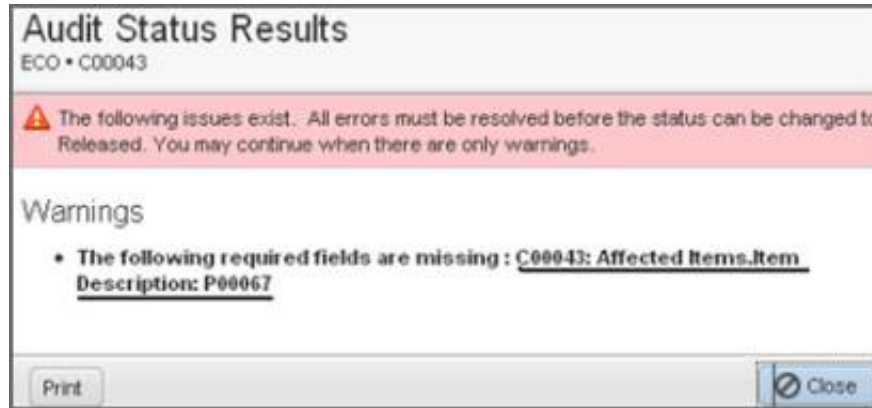 Audit Status Results
ECO • C00043
The following issues exist. All errors must be resolved before the status can be changed to
Released. You may continue when there are only warnings.
Warnings
• The following required fields are missing : C00043: Affected Items.Item
Description: P00067
Print
Close